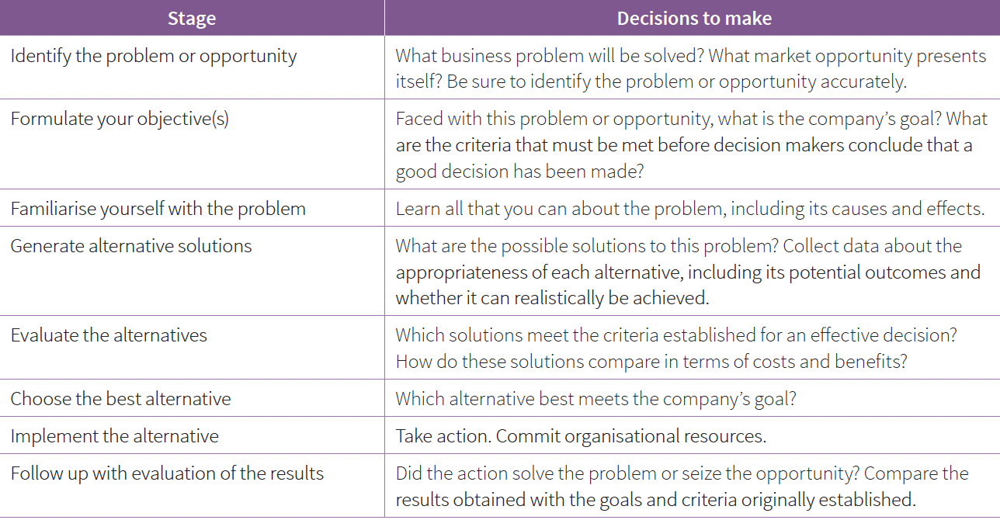 Stage
Decisions to make
Identify the problem or opportunity
What business problem will be solved? What market opportunity presents
itself? Be sure to identify the problem or opportunity accurately.
Formulate your objective(s)
Faced with this problem or opportunity, what is the company’s goal? What
are the criteria that must be met before decision makers conclude that a
good decision has been made?
Familiarise yourself with the problem
Learn all that you can about the problem, including its causes and effects.
Generate alternative solutions
What are the possible solutions to this problem? Collect data about the
appropriateness of each alternative, including its potential outcomes and
whether it can realistically be achieved.
Evaluate the alternatives
Which solutions meet the criteria established for an effective decision?
How do these solutions compare in terms of costs and benefits?
Choose the best alternative
Which alternative best meets the company’s goal?
Implement the alternative
Take action. Commit organisational resources.
Follow up with evaluation of the results
Did the action solve the problem or seize the opportunity? Compare the
results obtained with the goals and criteria originally established.